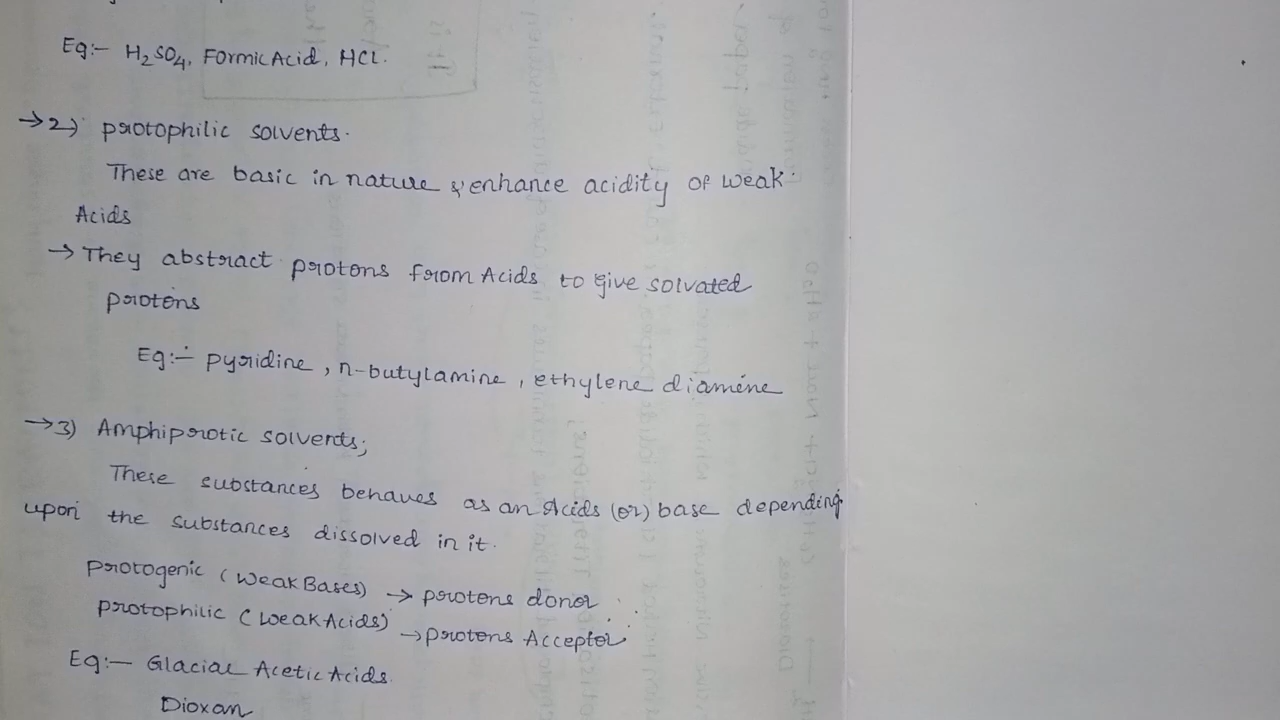 Eg:- H2SO4, Formic Acid, HCL.
→2) protophilic solvents.
These are basic in nature & enhance acidity of weak
Acids
→ They abstract protons from Acids to give solvated
protons
Eg:- pyridine, n-butylamine, ethylene diamine
→3) Amphiprotic solvents;
These substances behaves as an Acids (or) base depending
upon the substances dissolved in it.
protogenic (weak Bases) → protons donor
protophilic (weak Acids) → protons Acceptor
Eg:- Glacial Acetic Acids.
Dioxan